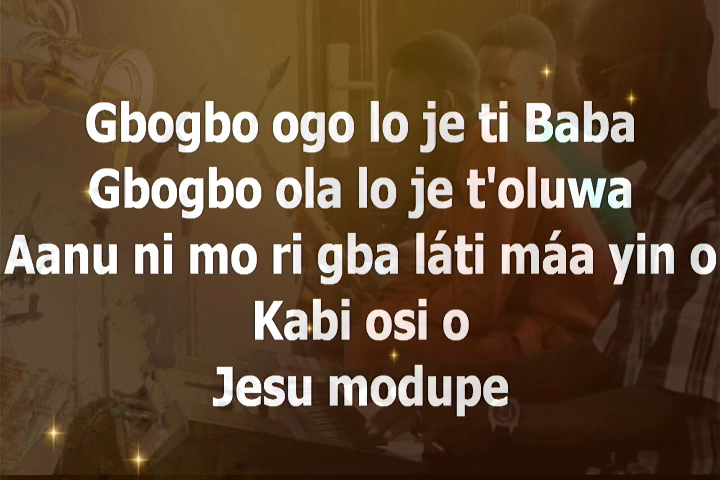 Gbogbo ogo lo je ti Baba
Gbogbo ola lo je t'oluwa
Aanu ni mo ri gba láti máa yin o
Kabi osi o
Jesu modupe